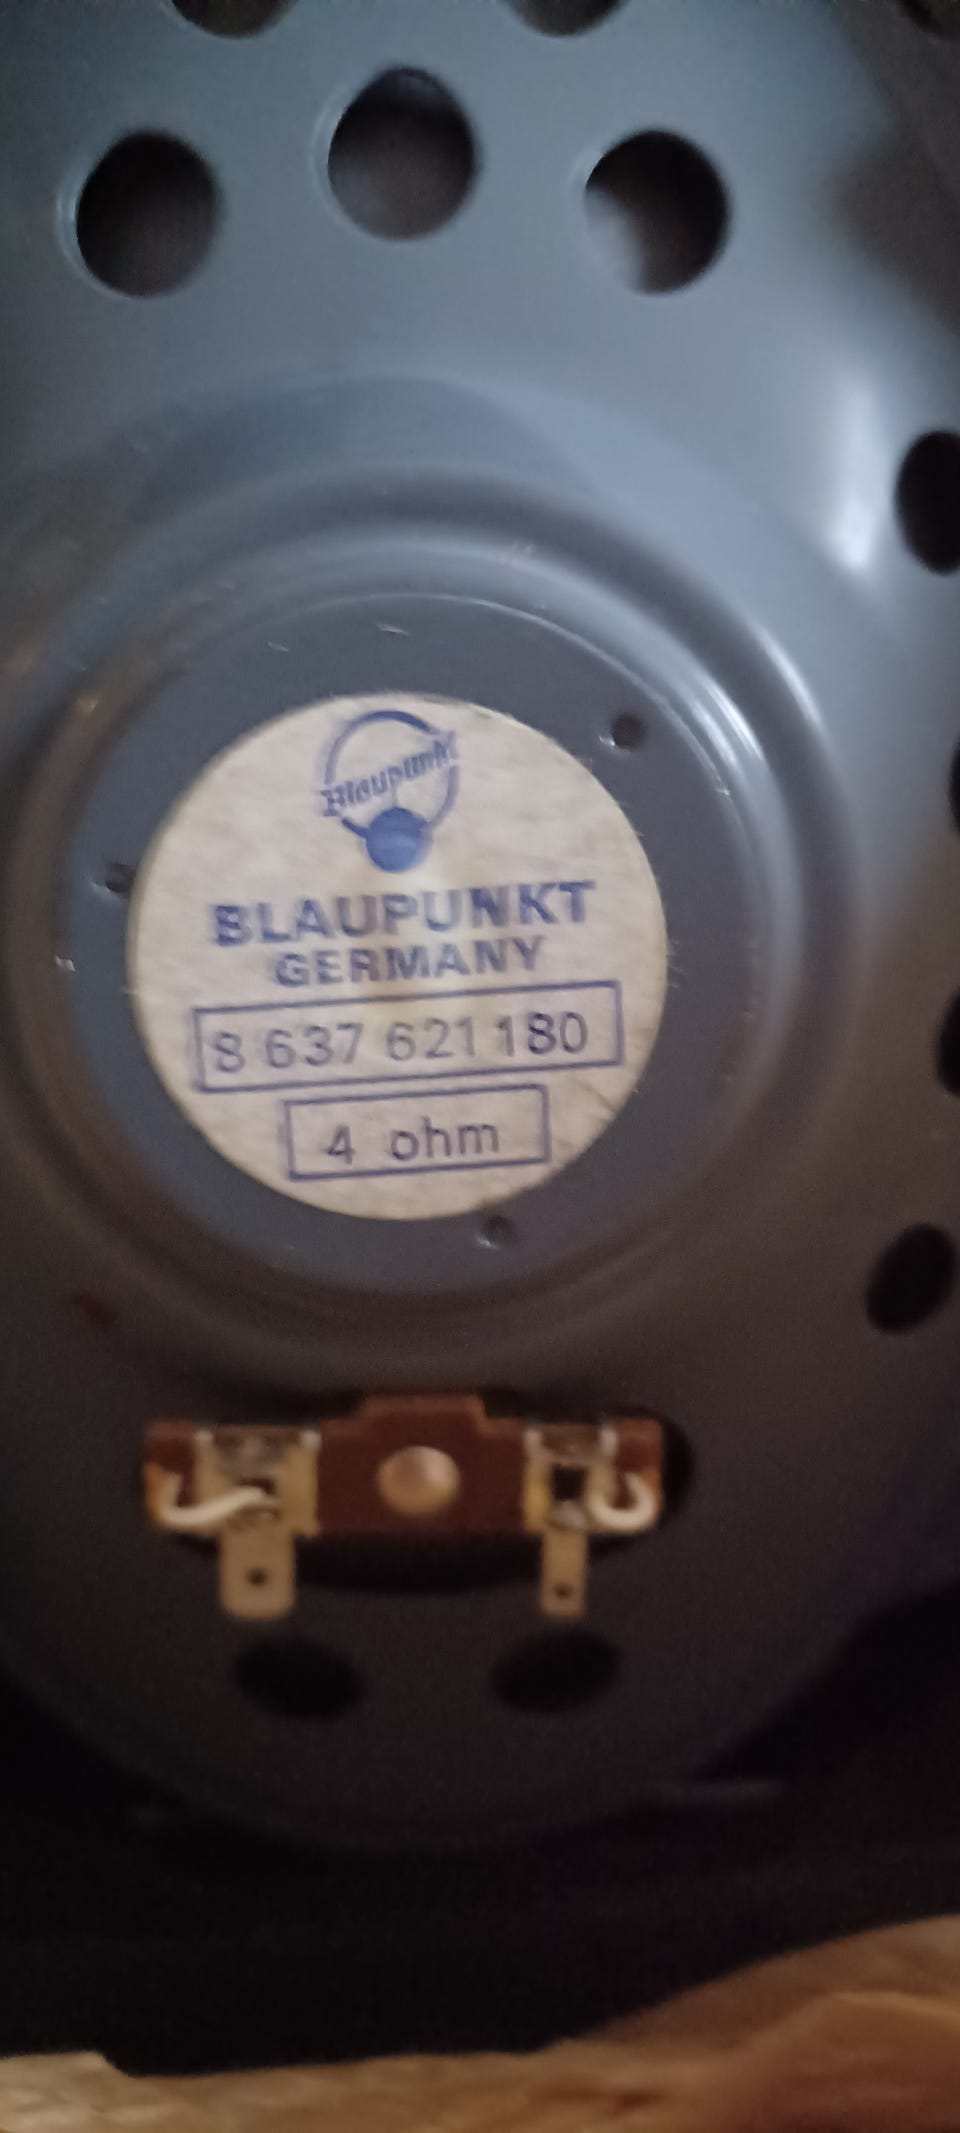 Blaupunkt
BLAUPUNKT
GERMANY
8 637 621 180
4 ohm